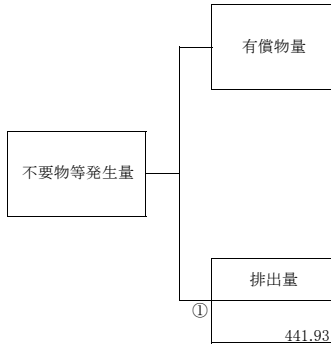 有償物量
不要物等発生量
排出量
①
441.93